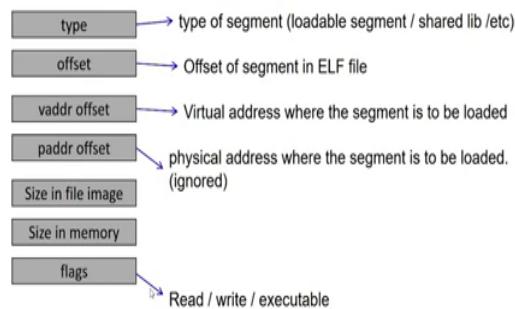 type
type of segment (loadable segment / shared lib /etc)
offset
Offset of segment in ELF file
vaddr offset
Virtual address where the segment is to be loaded
paddr offset
physical address where the segment is to be loaded.
(ignored)
Size in file image
Size in memory
flags
Read / write / executable